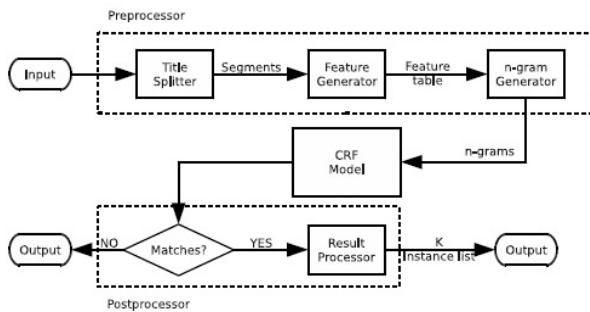 Preprocessor
Input
Title
Splitter
Segments
Feature
Generator
Feature
table
n-gram
Generator
n-grams
CRF
Model
Output
NO
Matches?
YES
Result
Processor
K
Instance list
Output
Postprocessor